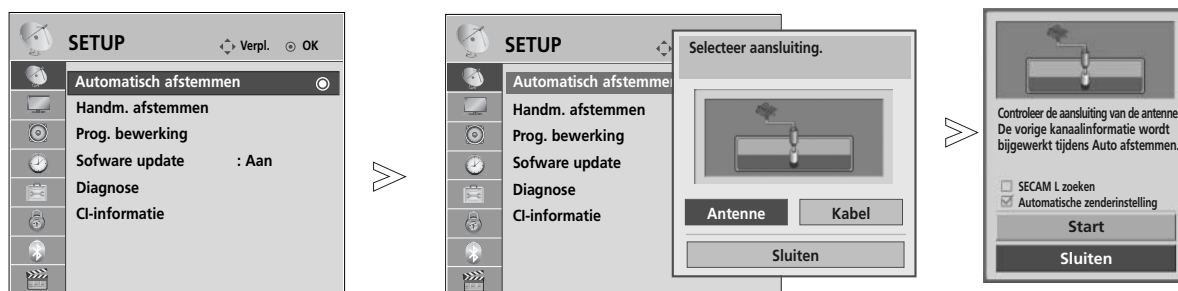 SETUP Verpl. OK
Automatisch afstemmen
Handm. afstemmen
Prog. bewerking
Sofware update : Aan
Diagnose
CI-informatie
SETUP
Automatisch afstemmen
Handm. afstemmen
Prog. bewerking
Sofware update
Diagnose
CI-informatie
Selecteer aansluiting.
Antenne Kabel
Sluiten
Controleer de aansluiting van de antenne
De vorige kanaalinformatie wordt
bijgewerkt tijdens Auto afstemmen.
SECAM L zoeken
Automatische zenderinstelling
Start
Sluiten